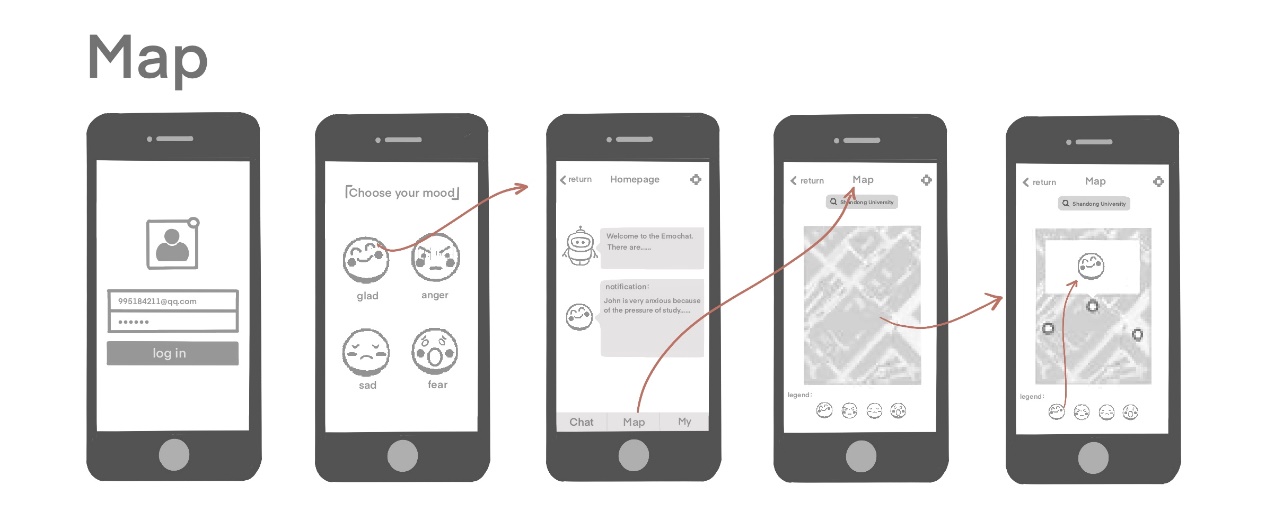 Map
995184211@qq.com
log in
「Choose your mood」
glad
anger
sad
fear
return
Homepage
Welcome to the Emochat.
There are......
notification:
John is very anxious because
of the pressure of study......
Chat
Map
My
return
Map
Shandong University
legend:
return
Map
Shandong University
legend: